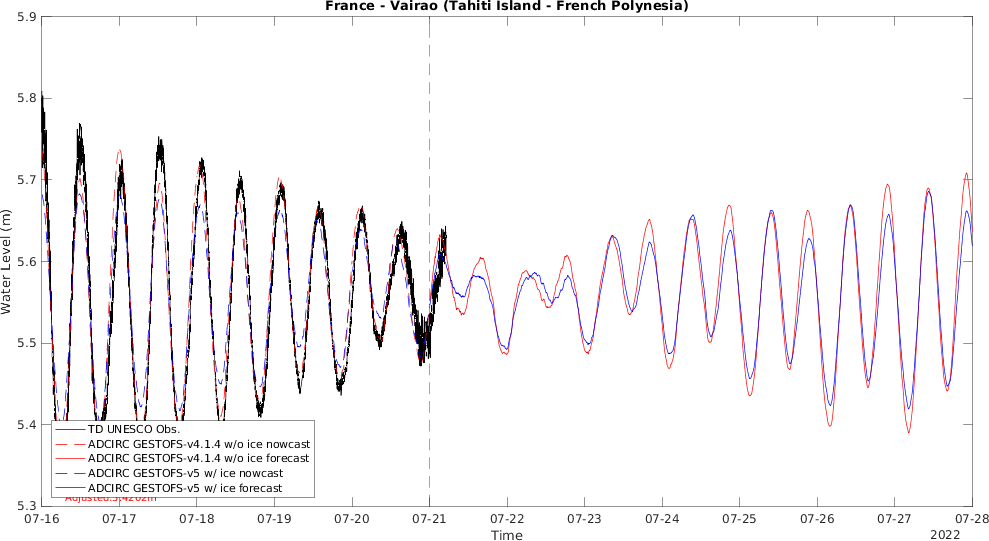 France - Vairao (Tahiti Island - French Polynesia)
5.9
5.8
5.7
5.6
5.5
5.4
5.3
Water Level (m)
TD UNESCO Obs.
ADCIRC GESTOFS-v4.1.4 w/o ice nowcast
ADCIRC GESTOFS-v4.1.4 w/o ice forecast
ADCIRC GESTOFS-v5 w/ ice nowcast
ADCIRC GESTOFS-v5 w/ ice forecast
07-16 07-17 07-18 07-19 07-20 07-21 07-22 07-23 07-24 07-25 07-26 07-27 07-28
Time
2022